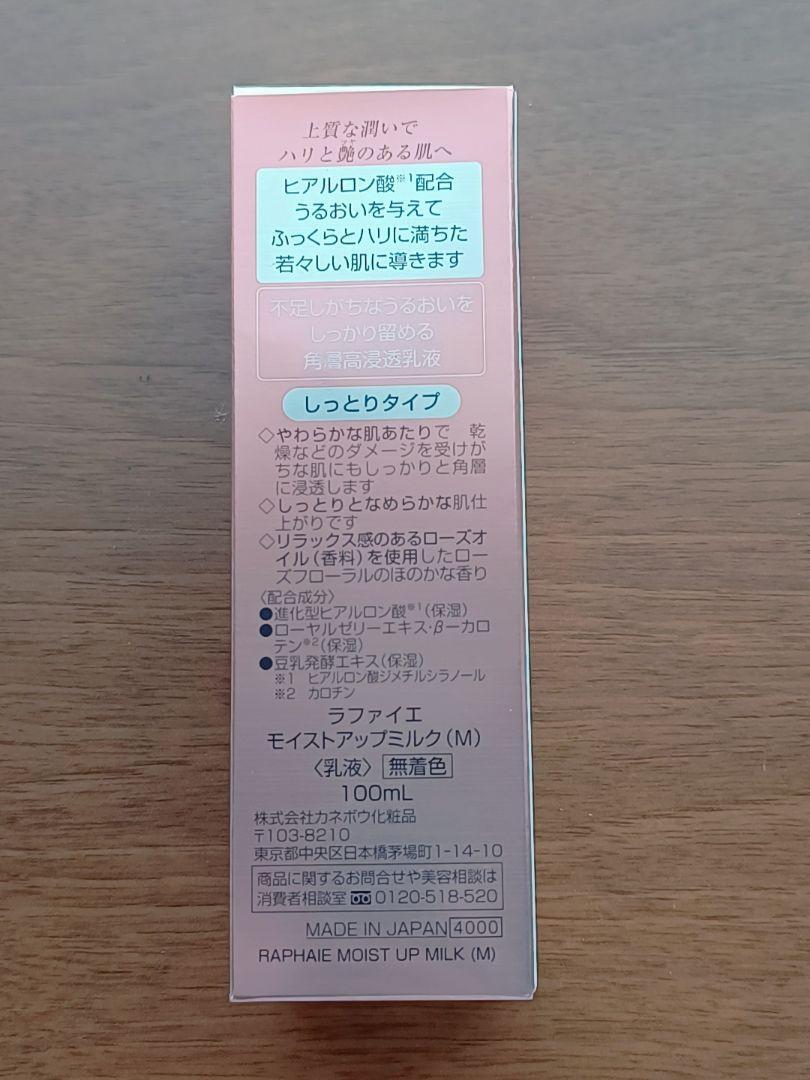 上質な潤いで
ハリと艶のある肌へ
ツヤ
ヒアルロン酸※1配合
うるおいを与えて
ふっくらとハリに満ちた
若々しい肌に導きます
不足しがちなうるおいを
しっかり留める
角層高浸透乳液
しっとりタイプ
◇やわらかな肌あたりで 乾
燥などのダメージを受けが
ちな肌にもしっかりと角層
に浸透します
◇しっとりとなめらかな肌仕
上がりです
◇リラックス感のあるローズオ
イル(香料)を使用したロー
ズフローラルのほのかな香り
〈配合成分〉
●進化型ヒアルロン酸※1(保湿)
●ローヤルゼリーエキス・β−カロ
テン※2(保湿)
●豆乳発酵エキス(保湿)
※1 ヒアルロン酸ジメチルシラノール
※2 カロチン
ラファイエ
モイストアップミルク(M)
〈乳液〉 無着色
100mL
株式会社カネボウ化粧品
〒103-8210
東京都中央区日本橋茅場町1-14-10
商品に関するお問合せや美容相談は
消費者相談室 0120-518-520
MADE IN JAPAN 4000
RAPHAIE MOIST UP MILK (M)